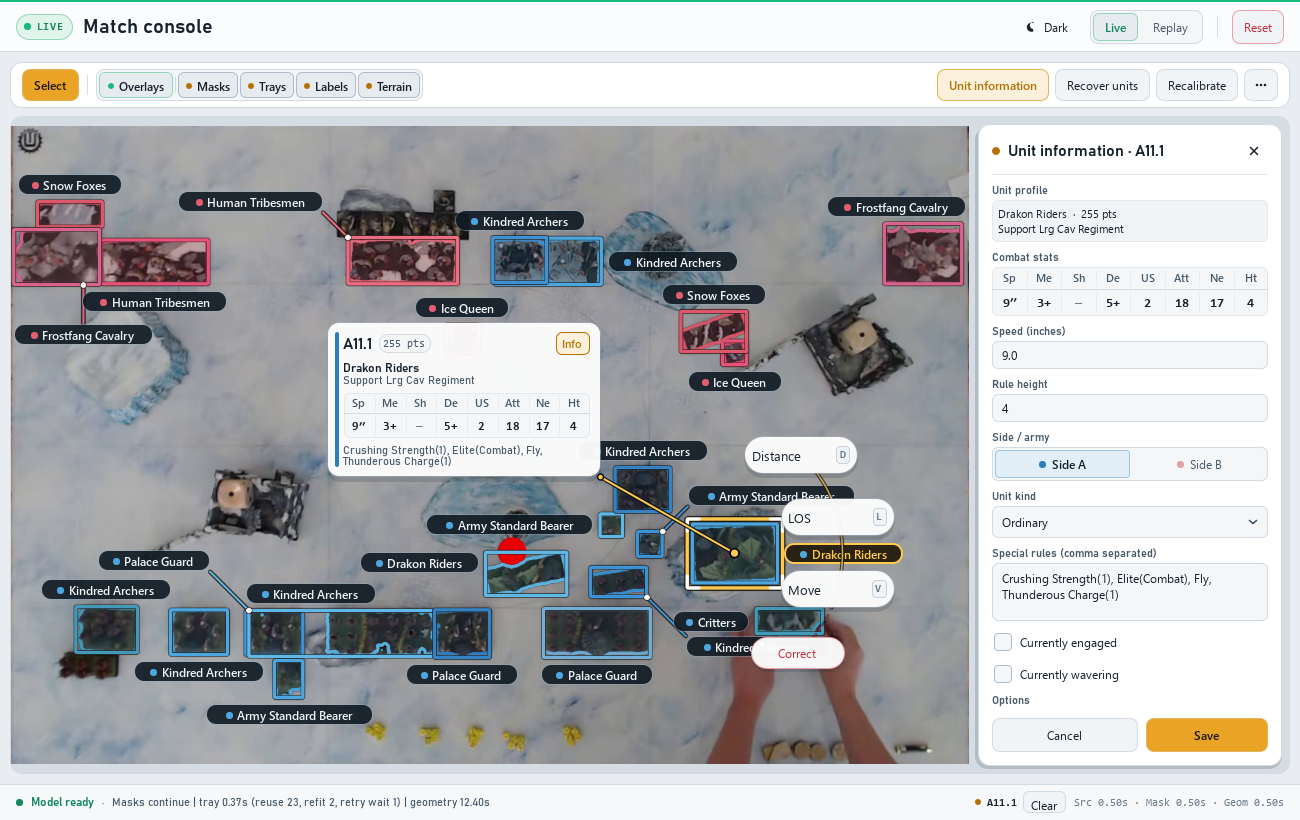 LIVE
Match console
Dark
Live
Replay
Reset
Select
Overlays
Masks
Trays
Labels
Terrain
Unit information
Recover units
Recalibrate
Snow Foxes
Human Tribesmen
Kindred Archers
Frostfang Cavalry
Kindred Archers
Snow Foxes
Human Tribesmen
Ice Queen
Frostfang Cavalry
Ice Queen
A11.1
255 pts
Info
Drakon Riders
Support Lrg Cav Regiment
Sp Me Sh De US Att Ne Ht
9" 3+ – 5+ 2 18 17 4
Crushing Strength(1), Elite(Combat), Fly,
Thunderous Charge(1)
Kindred Archers
Distance D
Army Standard Bearer
LOS L
Army Standard Bearer
Drakon Riders
Palace Guard
Drakon Riders
Move V
Kindred Archers
Kindred Archers
Critters
Kindred
Correct
Kindred Archers
Palace Guard
Palace Guard
Army Standard Bearer
Unit information · A11.1
Unit profile
Drakon Riders · 255 pts
Support Lrg Cav Regiment
Combat stats
Sp Me Sh De US Att Ne Ht
9" 3+ – 5+ 2 18 17 4
Speed (inches)
9.0
Rule height
4
Side / army
Side A
Side B
Unit kind
Ordinary
Special rules (comma separated)
Crushing Strength(1), Elite(Combat), Fly,
Thunderous Charge(1)
Currently engaged
Currently wavering
Options
Cancel
Save
Model ready · Masks continue | tray 0.37s (reuse 23, refit 2, retry wait 1) | geometry 12.40s
A11.1
Clear
Src 0.50s · Mask 0.50s · Geom 0.50s